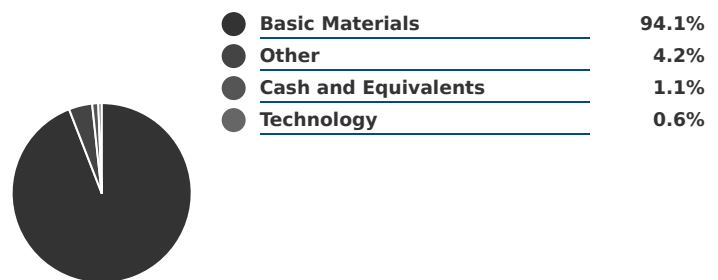 Basic Materials 94.1%
Other 4.2%
Cash and Equivalents 1.1%
Technology 0.6%